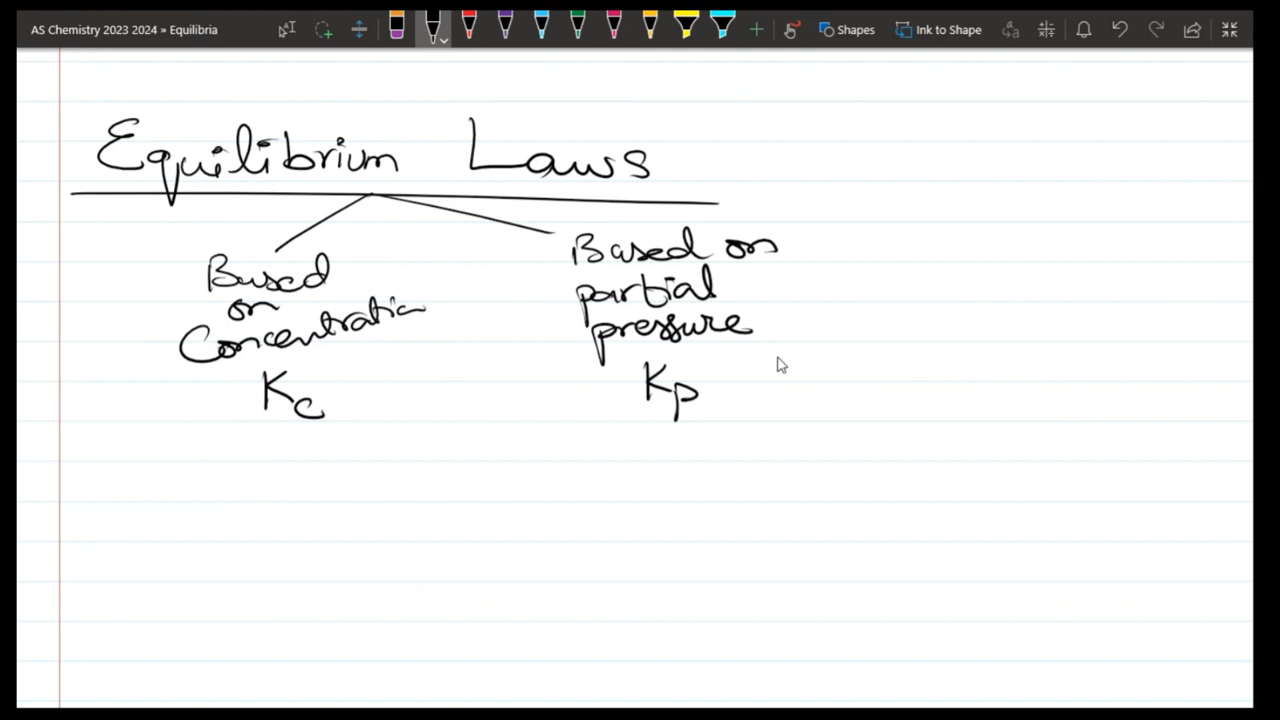 AS Chemistry 2023 2024 » Equilibria
Shapes
Ink to Shape
Equilibrium Laws
Based
on
Concentration
Kc
Based on
partial
pressure
Kp